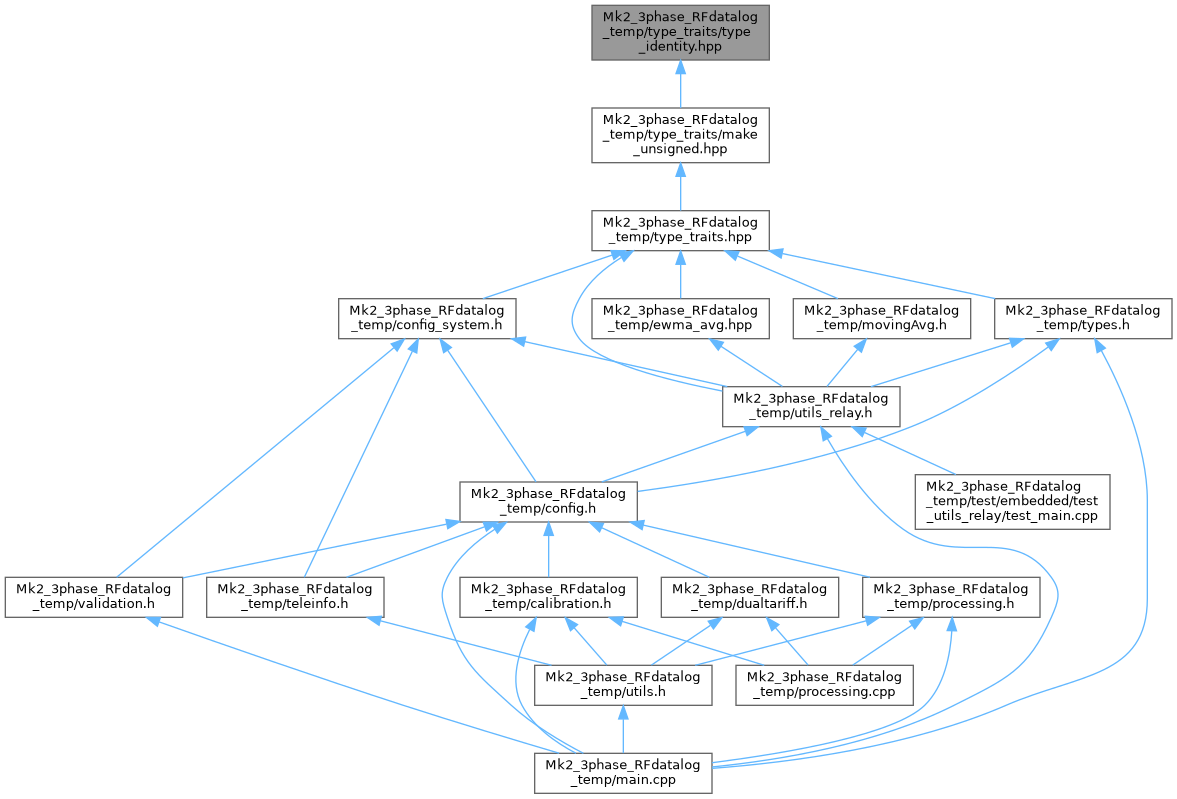 Mk2_3phase_RFdatalog
_temp/type_traits/type
_identity.hpp
Mk2_3phase_RFdatalog
_temp/type_traits/make
_unsigned.hpp
Mk2_3phase_RFdatalog
_temp/type_traits.hpp
Mk2_3phase_RFdatalog
_temp/config_system.h
Mk2_3phase_RFdatalog
_temp/ewma_avg.hpp
Mk2_3phase_RFdatalog
_temp/movingAvg.h
Mk2_3phase_RFdatalog
_temp/types.h
Mk2_3phase_RFdatalog
_temp/utils_relay.h
Mk2_3phase_RFdatalog
_temp/config.h
Mk2_3phase_RFdatalog
_temp/test/embedded/test
_utils_relay/test_main.cpp
Mk2_3phase_RFdatalog
_temp/validation.h
Mk2_3phase_RFdatalog
_temp/teleinfo.h
Mk2_3phase_RFdatalog
_temp/calibration.h
Mk2_3phase_RFdatalog
_temp/dualtariff.h
Mk2_3phase_RFdatalog
_temp/processing.h
Mk2_3phase_RFdatalog
_temp/utils.h
Mk2_3phase_RFdatalog
_temp/processing.cpp
Mk2_3phase_RFdatalog
_temp/main.cpp